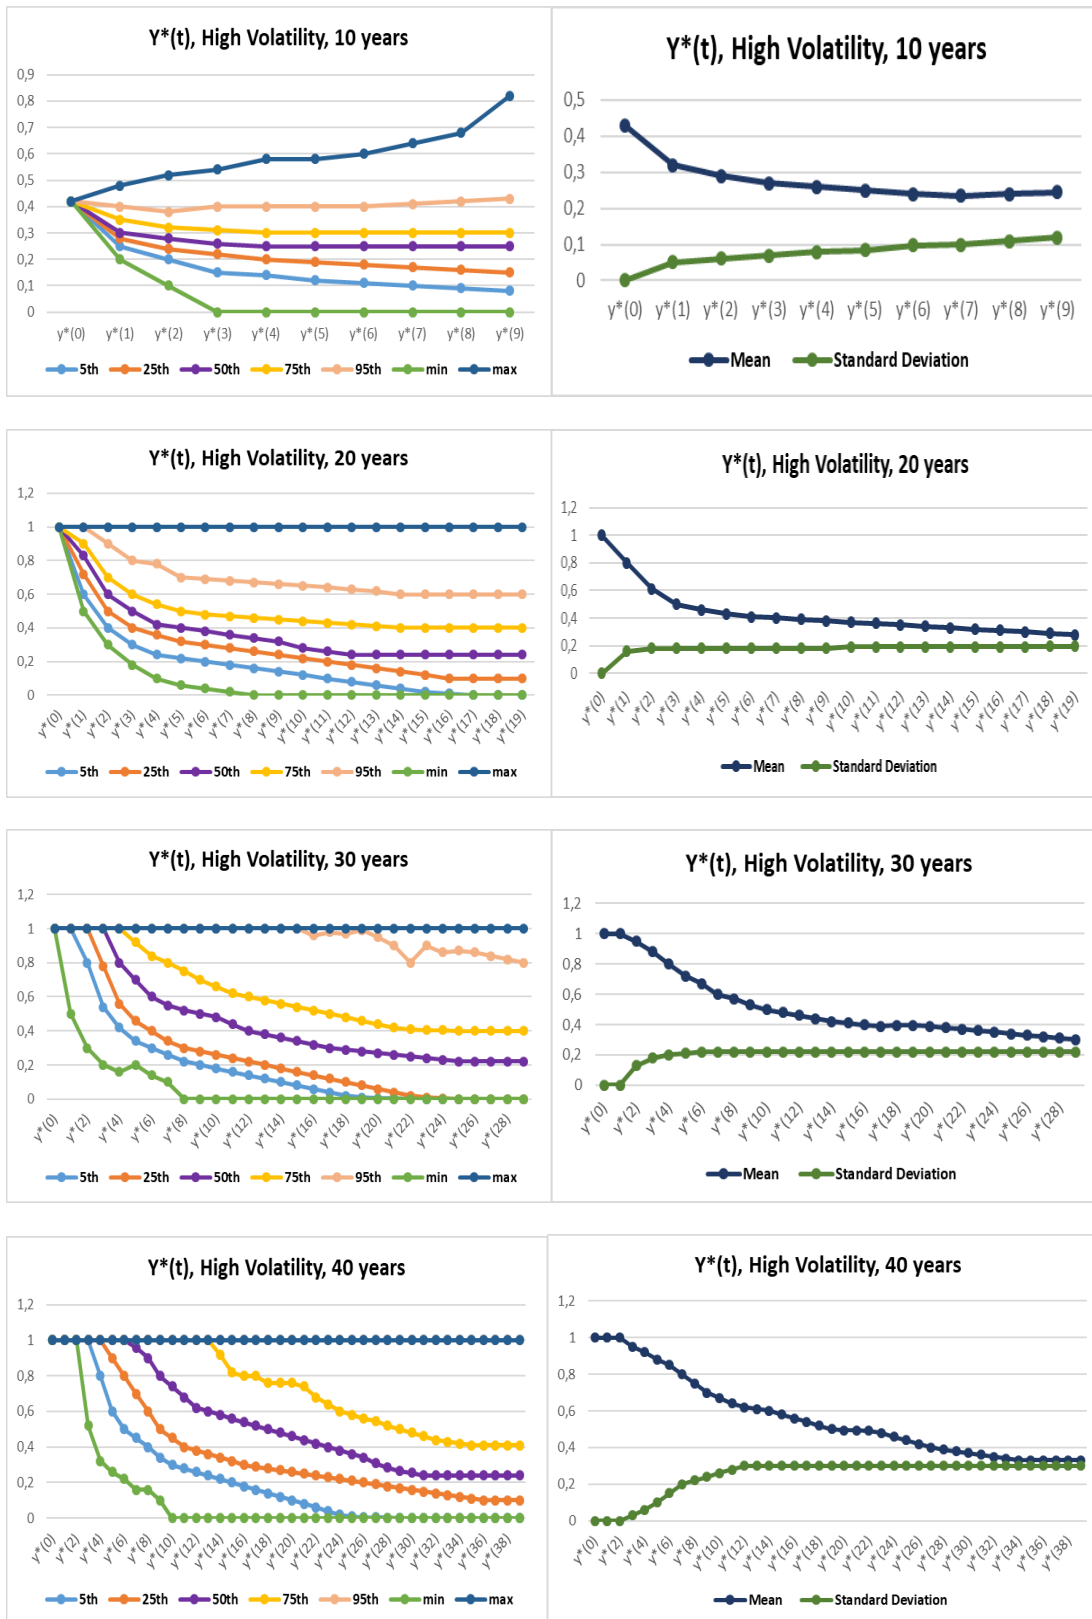 Y*(t), High Volatility, 10 years
0,9
0,8
0,7
0,6
0,5
0,4
0,3
0,2
0,1
0
y*(0) y*(1) y*(2) y*(3) y*(4) y*(5) y*(6) y*(7) y*(8) y*(9)
5th 25th 50th 75th 95th min max
Y*(t), High Volatility, 10 years
0,5
0,4
0,3
0,2
0,1
0
y*(0) y*(1) y*(2) y*(3) y*(4) y*(5) y*(6) y*(7) y*(8) y*(9)
Mean Standard Deviation
Y*(t), High Volatility, 20 years
1,2
1
0,8
0,6
0,4
0,2
0
y*(0) y*(1) y*(2) y*(3) y*(4) y*(5) y*(6) y*(7) y*(8) y*(9) y*(10) y*(11) y*(12) y*(13) y*(14) y*(15) y*(16) y*(17) y*(18) y*(19)
5th 25th 50th 75th 95th min max
Y*(t), High Volatility, 20 years
1,2
1
0,8
0,6
0,4
0,2
0
y*(0) y*(1) y*(2) y*(3) y*(4) y*(5) y*(6) y*(7) y*(8) y*(9) y*(10) y*(11) y*(12) y*(13) y*(14) y*(15) y*(16) y*(17) y*(18) y*(19)
Mean Standard Deviation
Y*(t), High Volatility, 30 years
1,2
1
0,8
0,6
0,4
0,2
0
y*(0) y*(2) y*(4) y*(6) y*(8) y*(10) y*(12) y*(14) y*(16) y*(18) y*(20) y*(22) y*(24) y*(26) y*(28)
5th 25th 50th 75th 95th min max
Y*(t), High Volatility, 30 years
1,2
1
0,8
0,6
0,4
0,2
0
y*(0) y*(2) y*(4) y*(6) y*(8) y*(10) y*(12) y*(14) y*(16) y*(18) y*(20) y*(22) y*(24) y*(26) y*(28)
Mean Standard Deviation
Y*(t), High Volatility, 40 years
1,2
1
0,8
0,6
0,4
0,2
0
y*(0) y*(2) y*(4) y*(6) y*(8) y*(10) y*(12) y*(14) y*(16) y*(18) y*(20) y*(22) y*(24) y*(26) y*(28) y*(30) y*(32) y*(34) y*(36) y*(38)
5th 25th 50th 75th 95th min max
Y*(t), High Volatility, 40 years
1,2
1
0,8
0,6
0,4
0,2
0
y*(0) y*(2) y*(4) y*(6) y*(8) y*(10) y*(12) y*(14) y*(16) y*(18) y*(20) y*(22) y*(24) y*(26) y*(28) y*(30) y*(32) y*(34) y*(36) y*(38)
Mean Standard Deviation